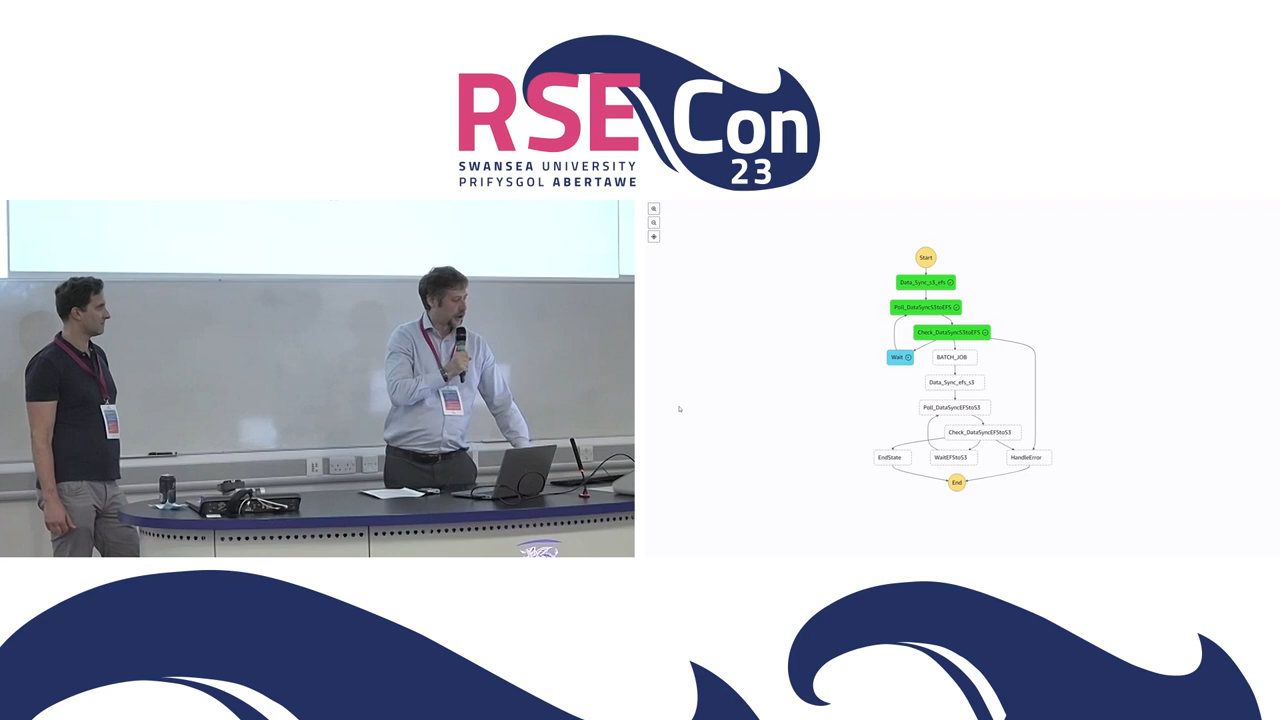 RSE Con
23
SWANSEA UNIVERSITY
PRIFYSGOL ABERTAWE
Start
Data_Sync_s3_efs
Poll_DataSyncS3toEFS
Check_DataSyncS3toEFS
Wait
BATCH_JOB
Data_Sync_efs_s3
Poll_DataSyncEFStoS3
Check_DataSyncEFStoS3
EndState
WaitEFStoS3
HandleError
End